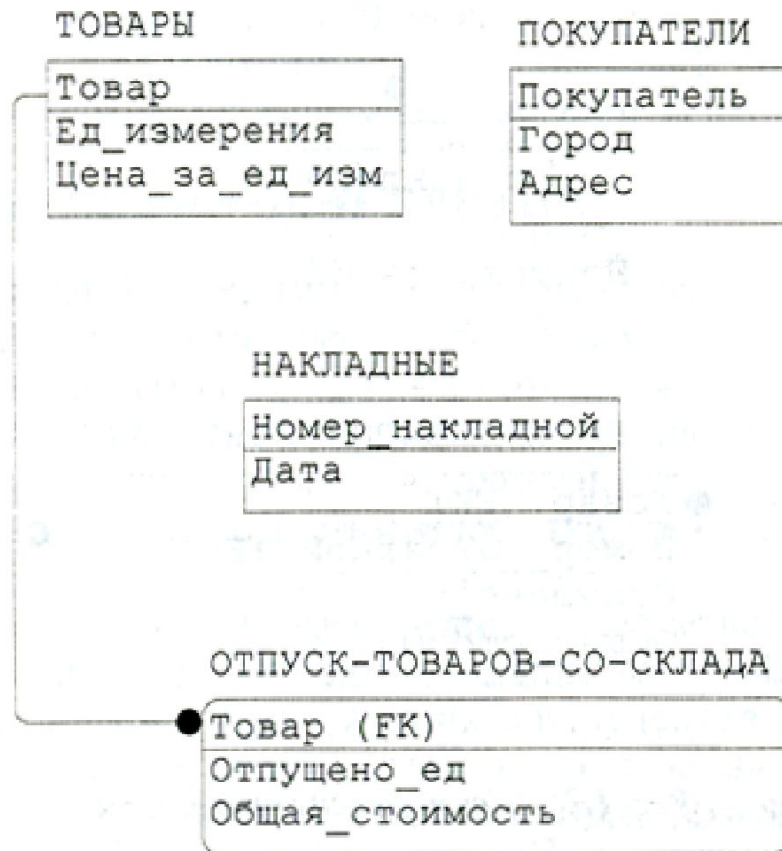 ТОВАРЫ
Товар
Ед_измерения
Цена_за_ед_изм
ПОКУПАТЕЛИ
Покупатель
Город
Адрес
НАКЛАДНЫЕ
Номер_накладной
Дата
ОТПУСК-ТОВАРОВ-СО-СКЛАДА
Товар (FK)
Отпущено_ед
Общая_стоимость